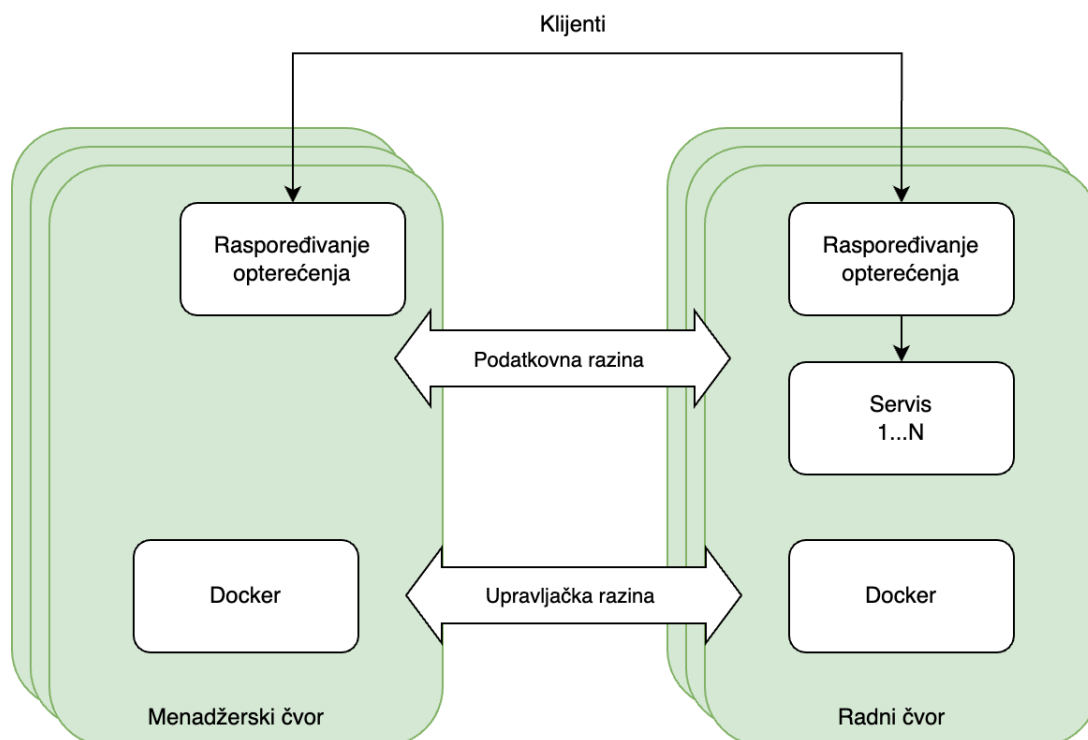 Klijenti
Raspoređivanje
opterećenja
Raspoređivanje
opterećenja
Podatkovna razina
Servis
1...N
Docker
Upravljačka razina
Docker
Menadžerski čvor
Radni čvor